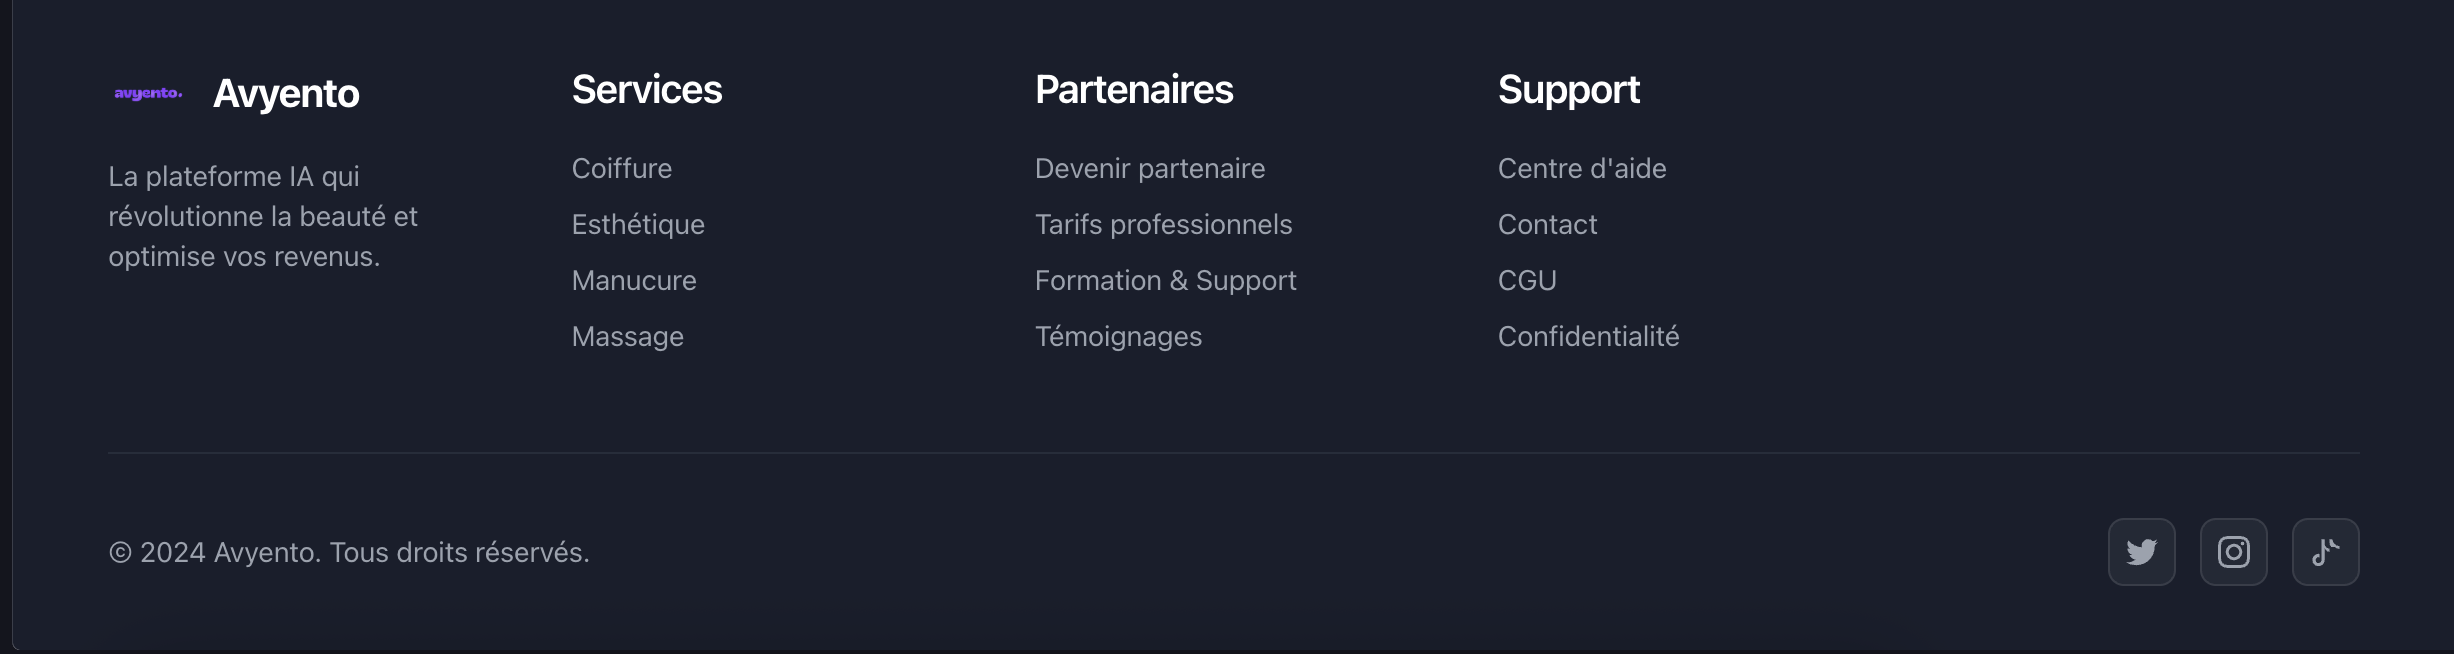 avyento.
Avyento
La plateforme IA qui
révolutionne la beauté et
optimise vos revenus.
Services
Coiffure
Esthétique
Manucure
Massage
Partenaires
Devenir partenaire
Tarifs professionnels
Formation & Support
Témoignages
Support
Centre d'aide
Contact
CGU
Confidentialité
© 2024 Avyento. Tous droits réservés.